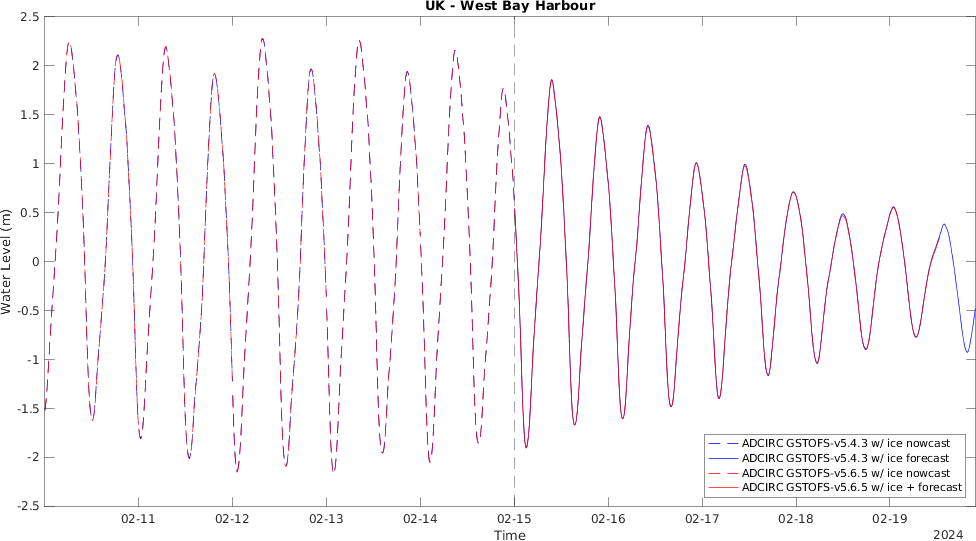 UK - West Bay Harbour
2.5
2
1.5
1
0.5
0
-0.5
-1
-1.5
-2
-2.5
Water Level (m)
02-11 02-12 02-13 02-14 02-15 02-16 02-17 02-18 02-19
Time
2024
ADCIRC GSTOFS-v5.4.3 w/ ice nowcast
ADCIRC GSTOFS-v5.4.3 w/ ice forecast
ADCIRC GSTOFS-v5.6.5 w/ ice nowcast
ADCIRC GSTOFS-v5.6.5 w/ ice + forecast